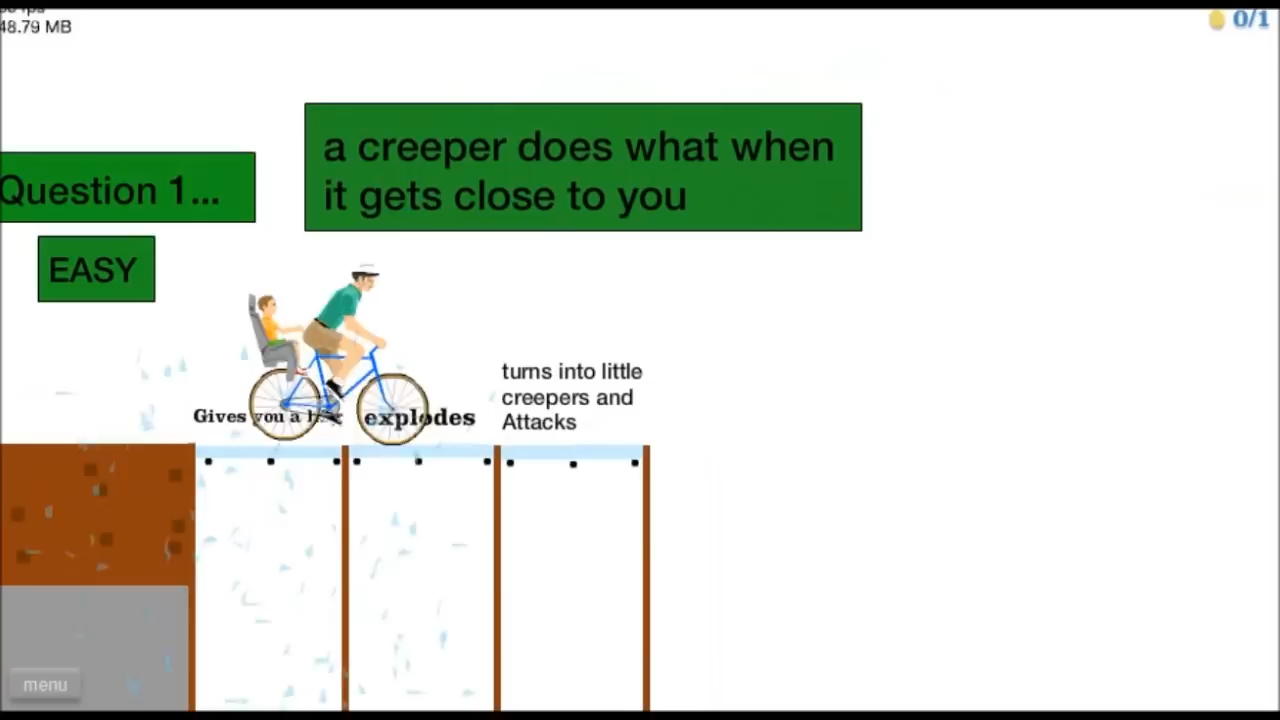 48.79 MB
0/1
a creeper does what when
it gets close to you
Question 1...
EASY
turns into little
creepers and
Attacks
Gives you a
explodes
menu